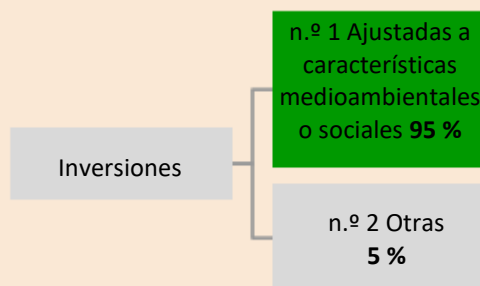 n.º 1 Ajustadas a
características
medioambientales
o sociales 95 %
Inversiones
n.º 2 Otras
5 %